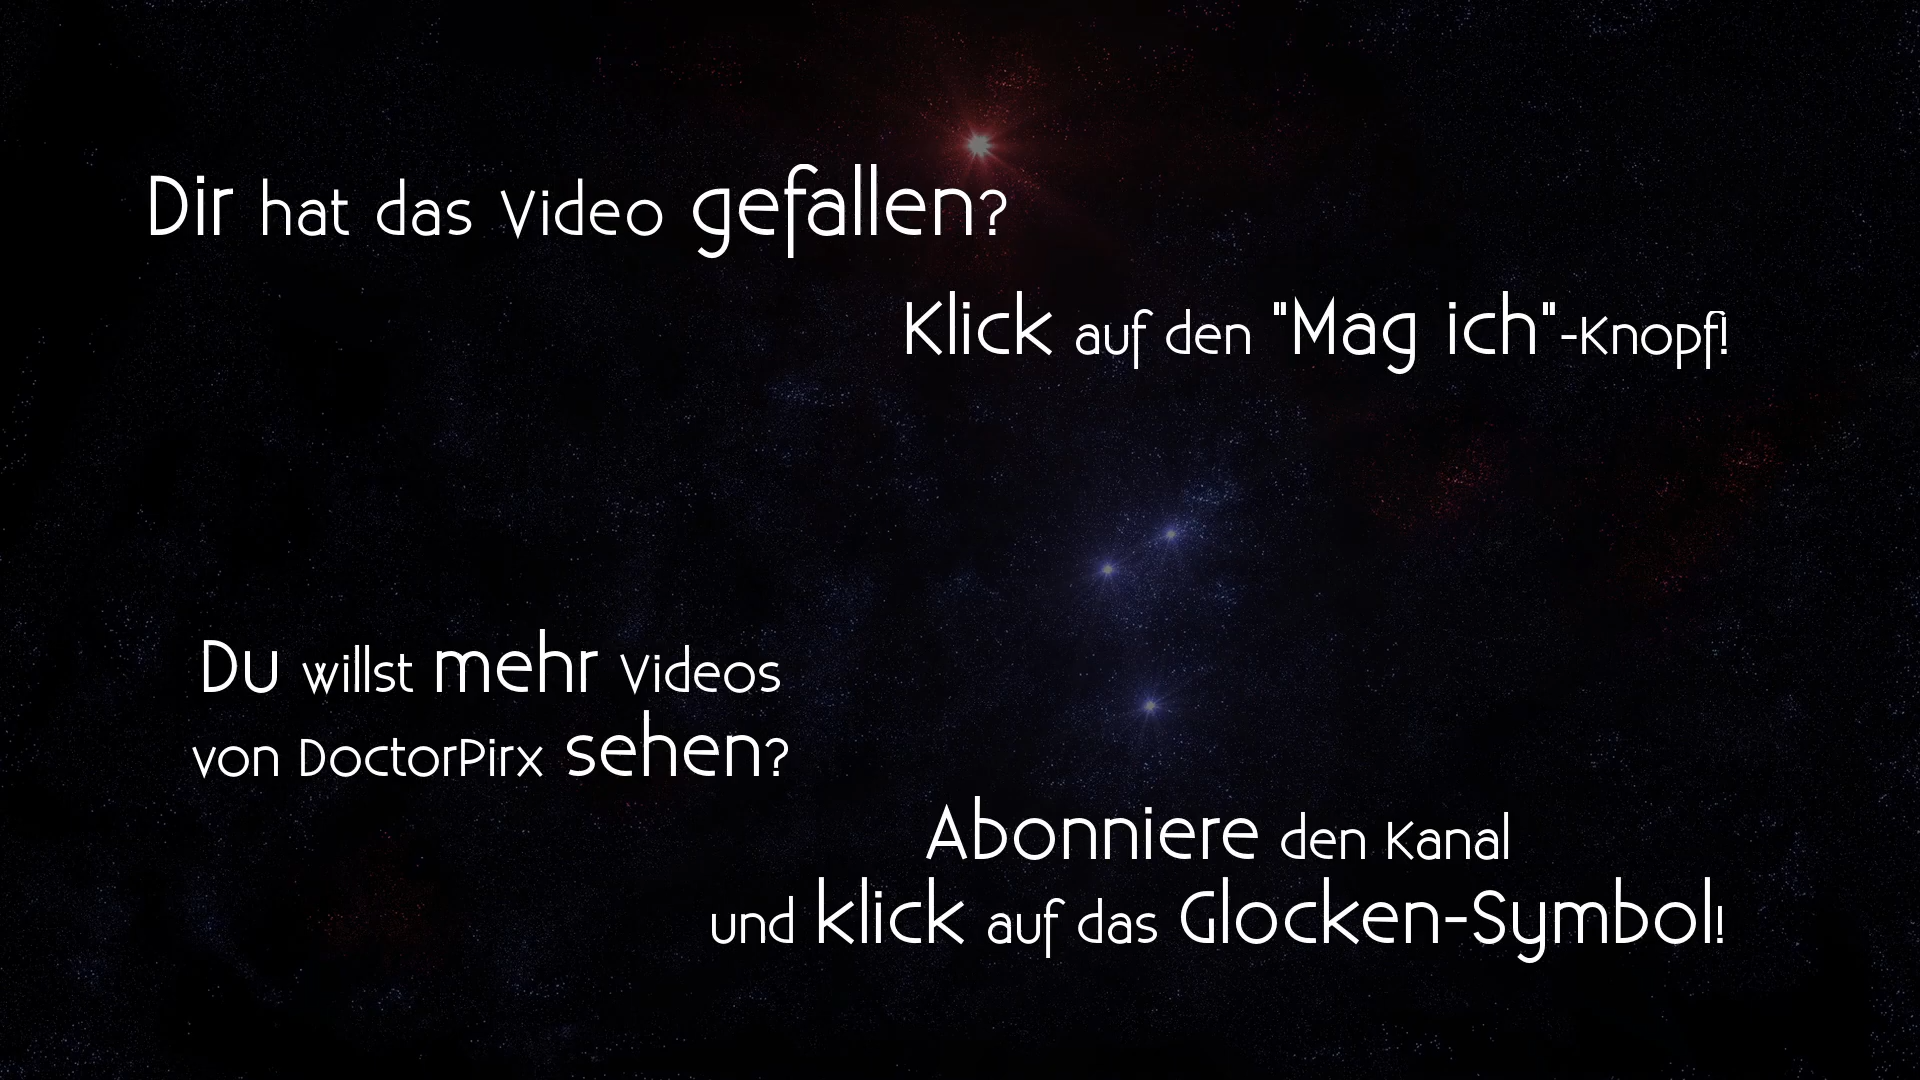 Dir hat das Video gefallen?
Klick auf den "Mag ich"-Knopf!
Du willst mehr Videos
von DoctorPirx sehen?
Abonniere den Kanal
und klick auf das Glocken-Symbol!